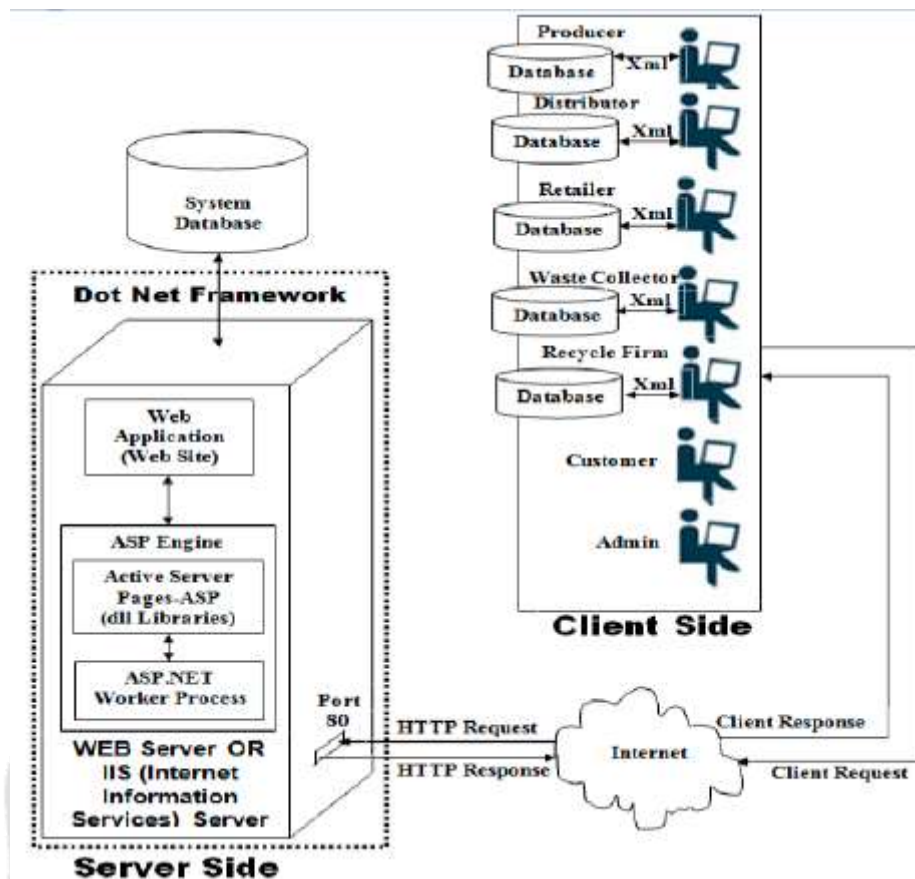 Producer
Database
Xml
Distributor
Database
Xml
Retailer
Database
Xml
Waste Collector
Database
Xml
Recycle Firm
Database
Xml
Customer
Admin
Client Side
System
Database
Dot Net Framework
Web
Application
(Web Site)
ASP Engine
Active Server
Pages-ASP
(dll Libraries)
ASP.NET
Worker Process
WEB Server OR
IIS (Internet
Information
Services) Server
Server Side
Port
80
HTTP Request
HTTP Response
Internet
Client Response
Client Request